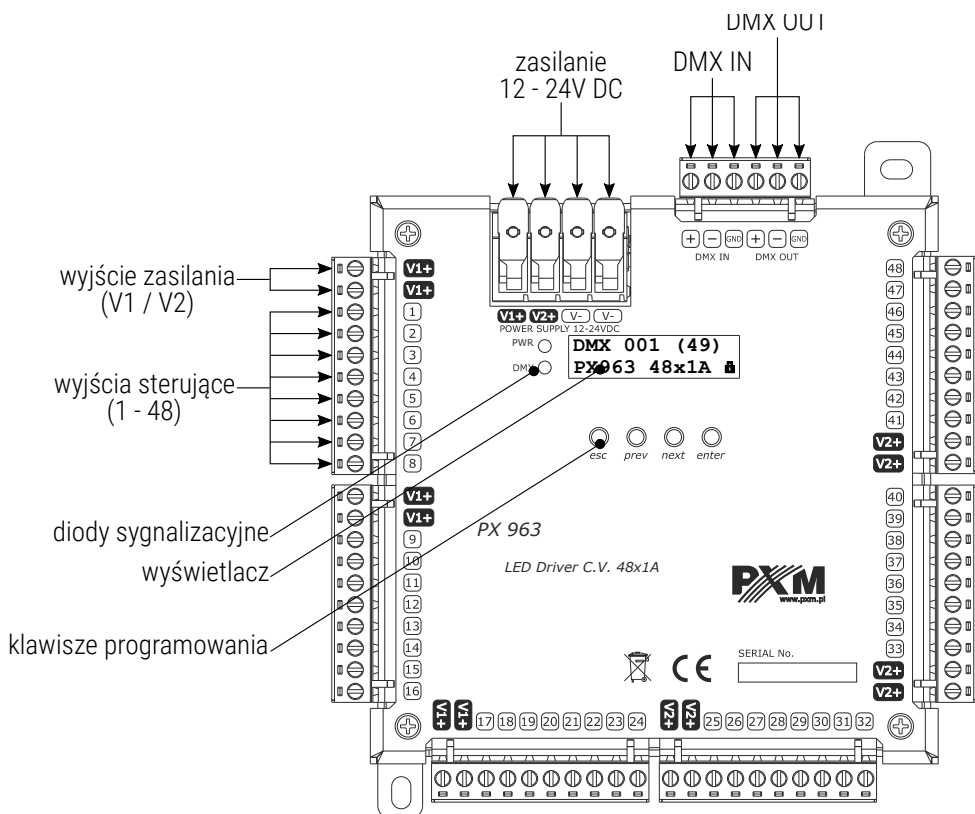 DMX OUT
DMX IN
zasilanie
12 - 24V DC
+ - GND + - GND
DMX IN DMX OUT
wyjście zasilania
(V1 / V2)
wyjścia sterujące
(1 - 48)
diody sygnalizacyjne
wyświetlacz
klawisze programowania
V1+
V1+
1
2
3
4
5
6
7
8
V1+
V1+
9
10
11
12
13
14
15
16
V1+ V2+ V- V-
POWER SUPPLY 12-24VDC
PWR
DMX
DMX 001 (49)
PX963 48x1A
esc prev next enter
PX 963
LED Driver C.V. 48x1A
PXM
www.pxm.pl
CE
SERIAL No.
48
47
46
45
44
43
42
41
V2+
V2+
40
39
38
37
36
35
34
33
V2+
V2+
V1+ V1+ 17 18 19 20 21 22 23 24 V2+ V2+ 25 26 27 28 29 30 31 32